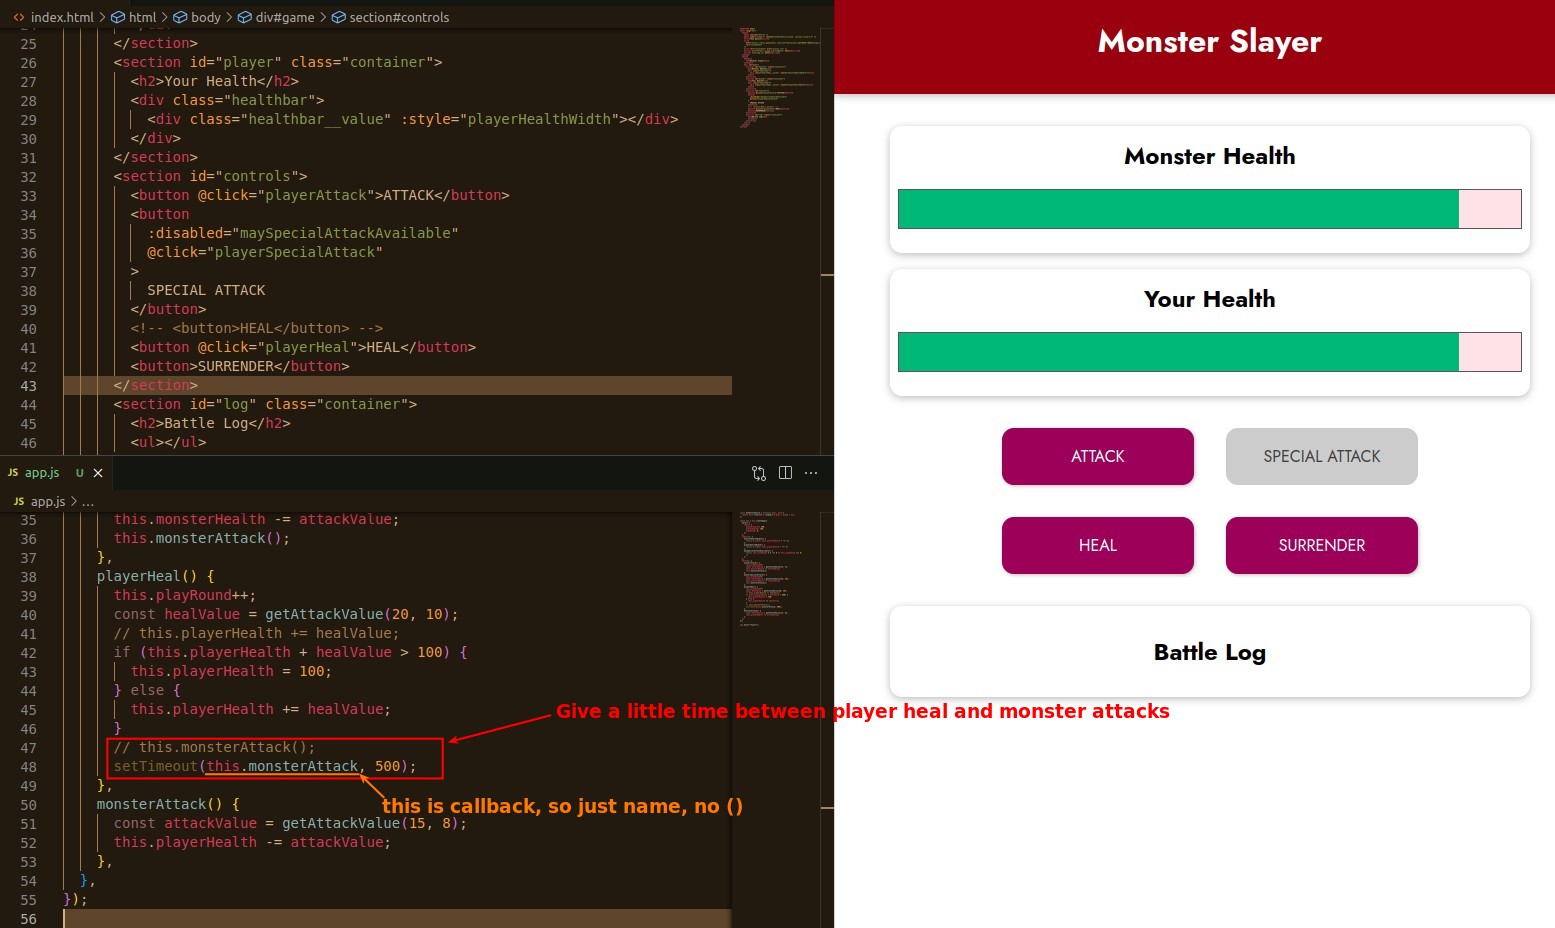 index.html > html > body > div#game > section#controls
25 </section>
26 <section id="player" class="container">
27 <h2>Your Health</h2>
28 <div class="healthbar">
29 <div class="healthbar__value" :style="playerHealthWidth"></div>
30 </div>
31 </section>
32 <section id="controls">
33 <button @click="playerAttack">ATTACK</button>
34 <button
35 :disabled="maySpecialAttackAvailable"
36 @click="playerSpecialAttack"
37 >
38 SPECIAL ATTACK
39 </button>
40 <!-- <button>HEAL</button> -->
41 <button @click="playerHeal">HEAL</button>
42 <button>SURRENDER</button>
43 </section>
44 <section id="log" class="container">
45 <h2>Battle Log</h2>
46 <ul></ul>
JS app.js U
JS app.js > ...
35 this.monsterHealth -= attackValue;
36 this.monsterAttack();
37 },
38 playerHeal() {
39 this.playRound++;
40 const healValue = getAttackValue(20, 10);
41 // this.playerHealth += healValue;
42 if (this.playerHealth + healValue > 100) {
43 this.playerHealth = 100;
44 } else {
45 this.playerHealth += healValue;
46 }
47 // this.monsterAttack();
48 setTimeout(this.monsterAttack, 500);
49 },
50 monsterAttack() {
51 const attackValue = getAttackValue(15, 8);
52 this.playerHealth -= attackValue;
53 },
54 },
55 });
56
Give a little time between player heal and monster attacks
this is callback, so just name, no ()
Monster Slayer
Monster Health
Your Health
ATTACK
SPECIAL ATTACK
HEAL
SURRENDER
Battle Log